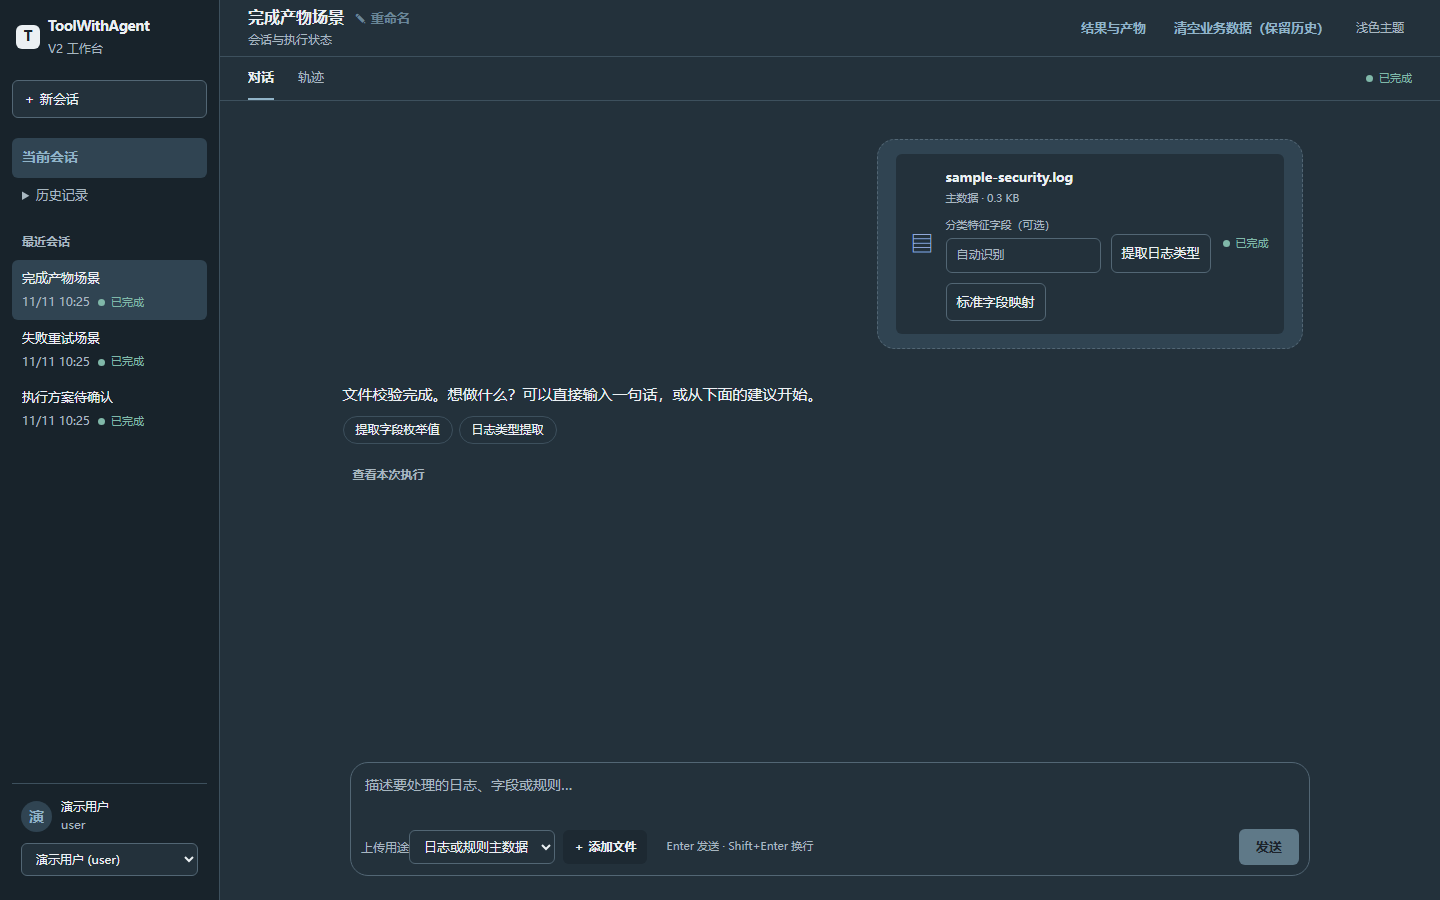 T
ToolWithAgent
V2 工作台
+ 新会话
当前会话
▶ 历史记录
最近会话
完成产物场景
11/11 10:25 ● 已完成
失败重试场景
11/11 10:25 ● 已完成
执行方案待确认
11/11 10:25 ● 已完成
演
演示用户
user
演示用户 (user)
完成产物场景
重命名
会话与执行状态
结果与产物
清空业务数据（保留历史）
浅色主题
对话
轨迹
● 已完成
sample-security.log
主数据 · 0.3 KB
分类特征字段（可选）
自动识别
提取日志类型
● 已完成
标准字段映射
文件校验完成。想做什么？可以直接输入一句话，或从下面的建议开始。
提取字段枚举值
日志类型提取
查看本次执行
描述要处理的日志、字段或规则...
上传用途
日志或规则主数据
+ 添加文件
Enter 发送 · Shift+Enter 换行
发送